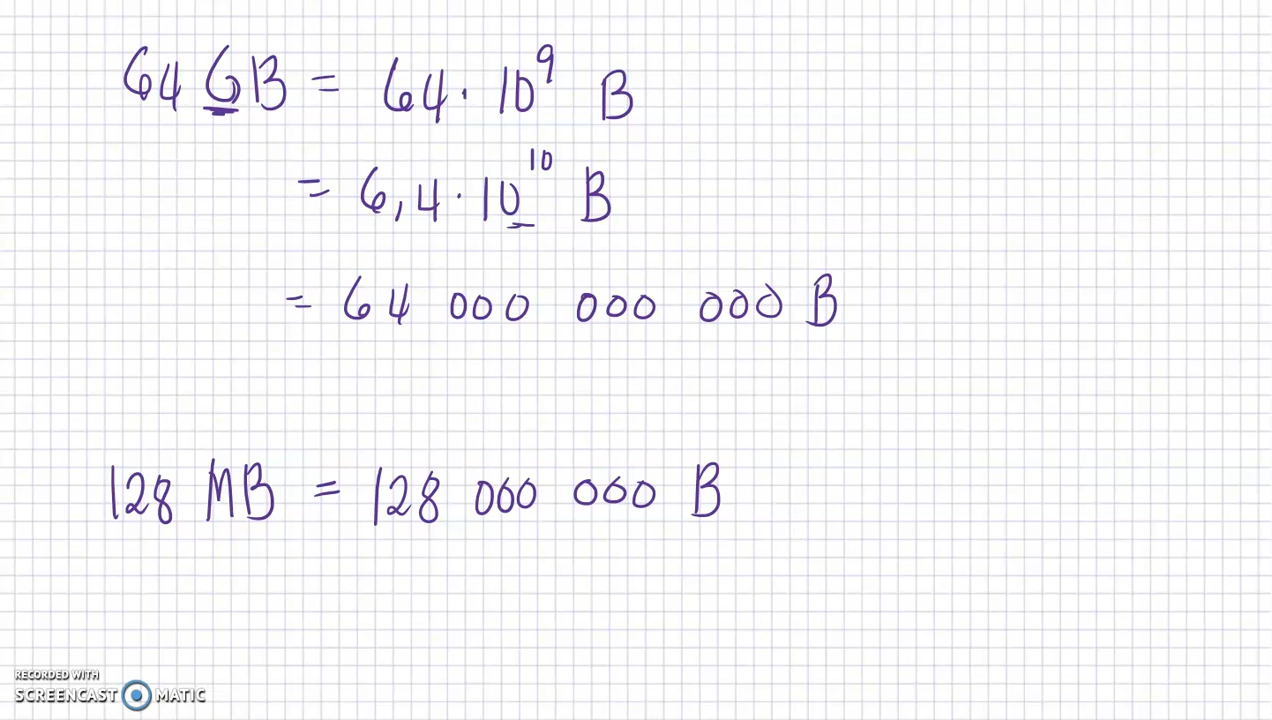 64 GB = 64 · 10⁹ B
= 6,4 · 10¹⁰ B
= 64 000 000 000 B
128 MB = 128 000 000 B
RECORDED WITH
SCREENCAST MATIC